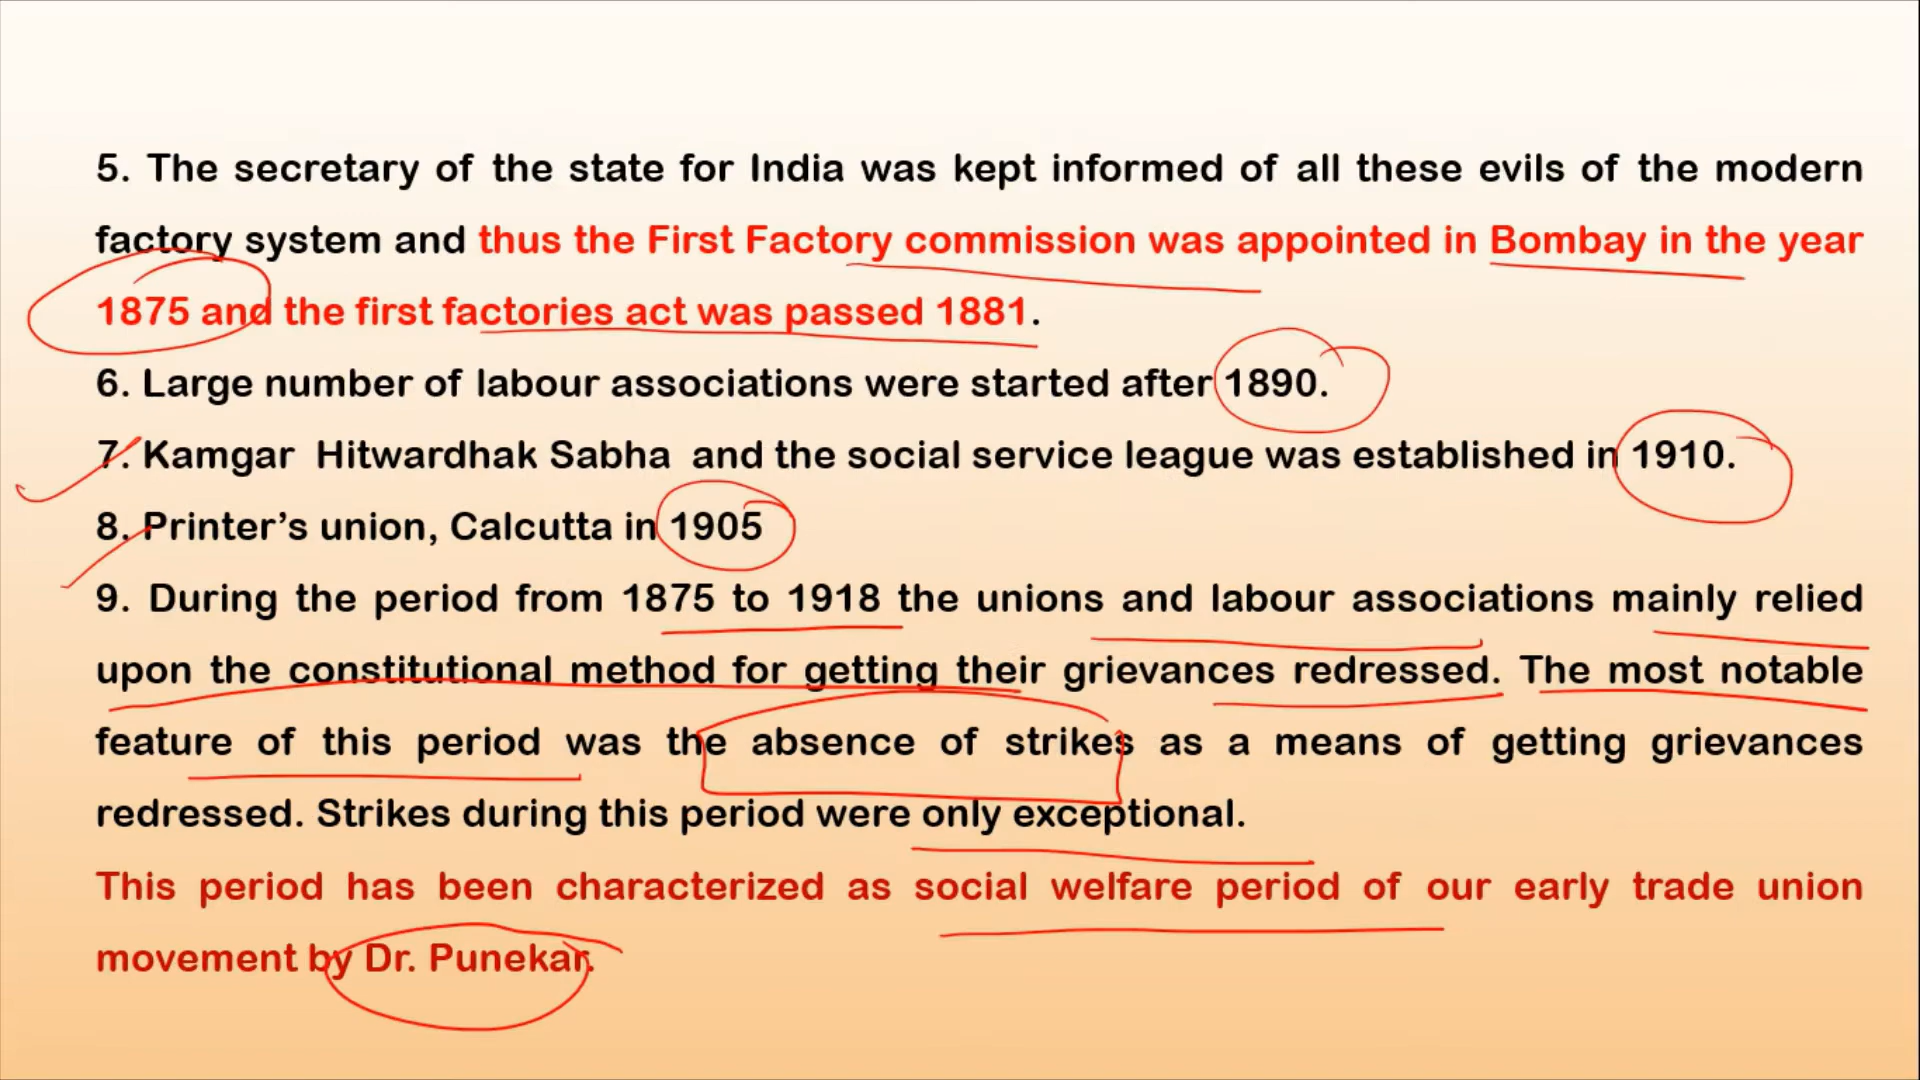 5. The secretary of the state for India was kept informed of all these evils of the modern
factory system and thus the First Factory commission was appointed in Bombay in the year
1875 and the first factories act was passed 1881.
6. Large number of labour associations were started after 1890.
7. Kamgar Hitwardhak Sabha and the social service league was established in 1910.
8. Printer’s union, Calcutta in 1905
9. During the period from 1875 to 1918 the unions and labour associations mainly relied
upon the constitutional method for getting their grievances redressed. The most notable
feature of this period was the absence of strikes as a means of getting grievances
redressed. Strikes during this period were only exceptional.
This period has been characterized as social welfare period of our early trade union
movement by Dr. Punekar.